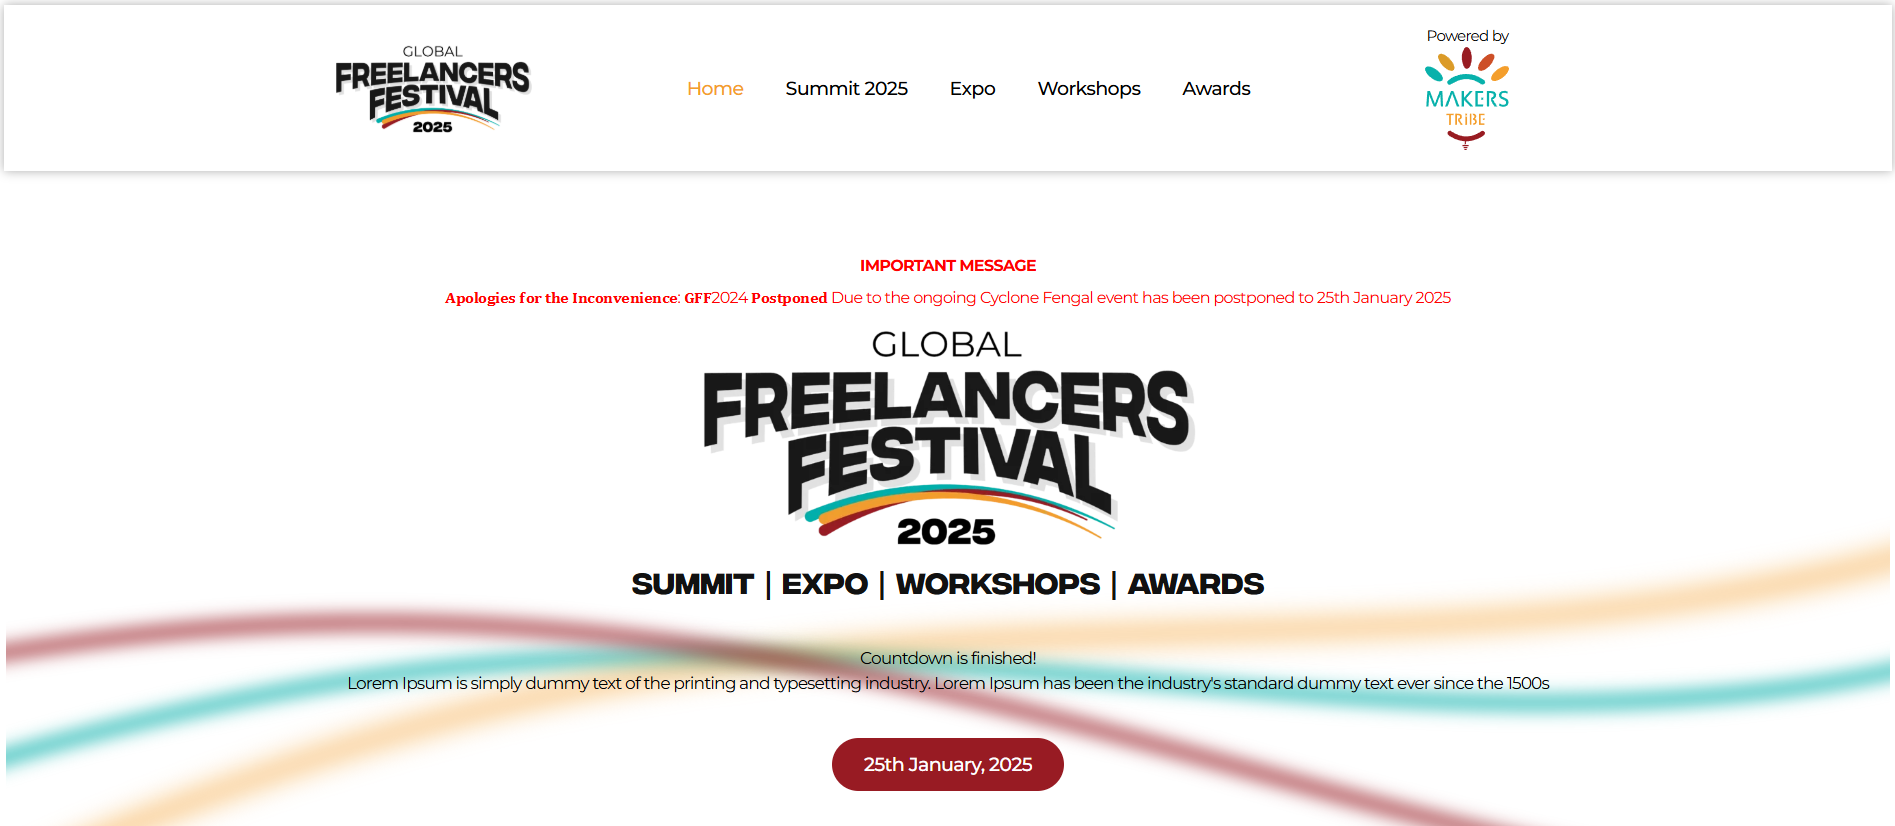 GLOBAL
FREELANCERS
FESTIVAL
2025
Home Summit 2025 Expo Workshops Awards
Powered by
MAKERS
TRiBE
IMPORTANT MESSAGE
Apologies for the Inconvenience: GFF2024 Postponed Due to the ongoing Cyclone Fengal event has been postponed to 25th January 2025
GLOBAL
FREELANCERS
FESTIVAL
2025
SUMMIT | EXPO | WORKSHOPS | AWARDS
Countdown is finished!
Lorem Ipsum is simply dummy text of the printing and typesetting industry. Lorem Ipsum has been the industry's standard dummy text ever since the 1500s
25th January, 2025